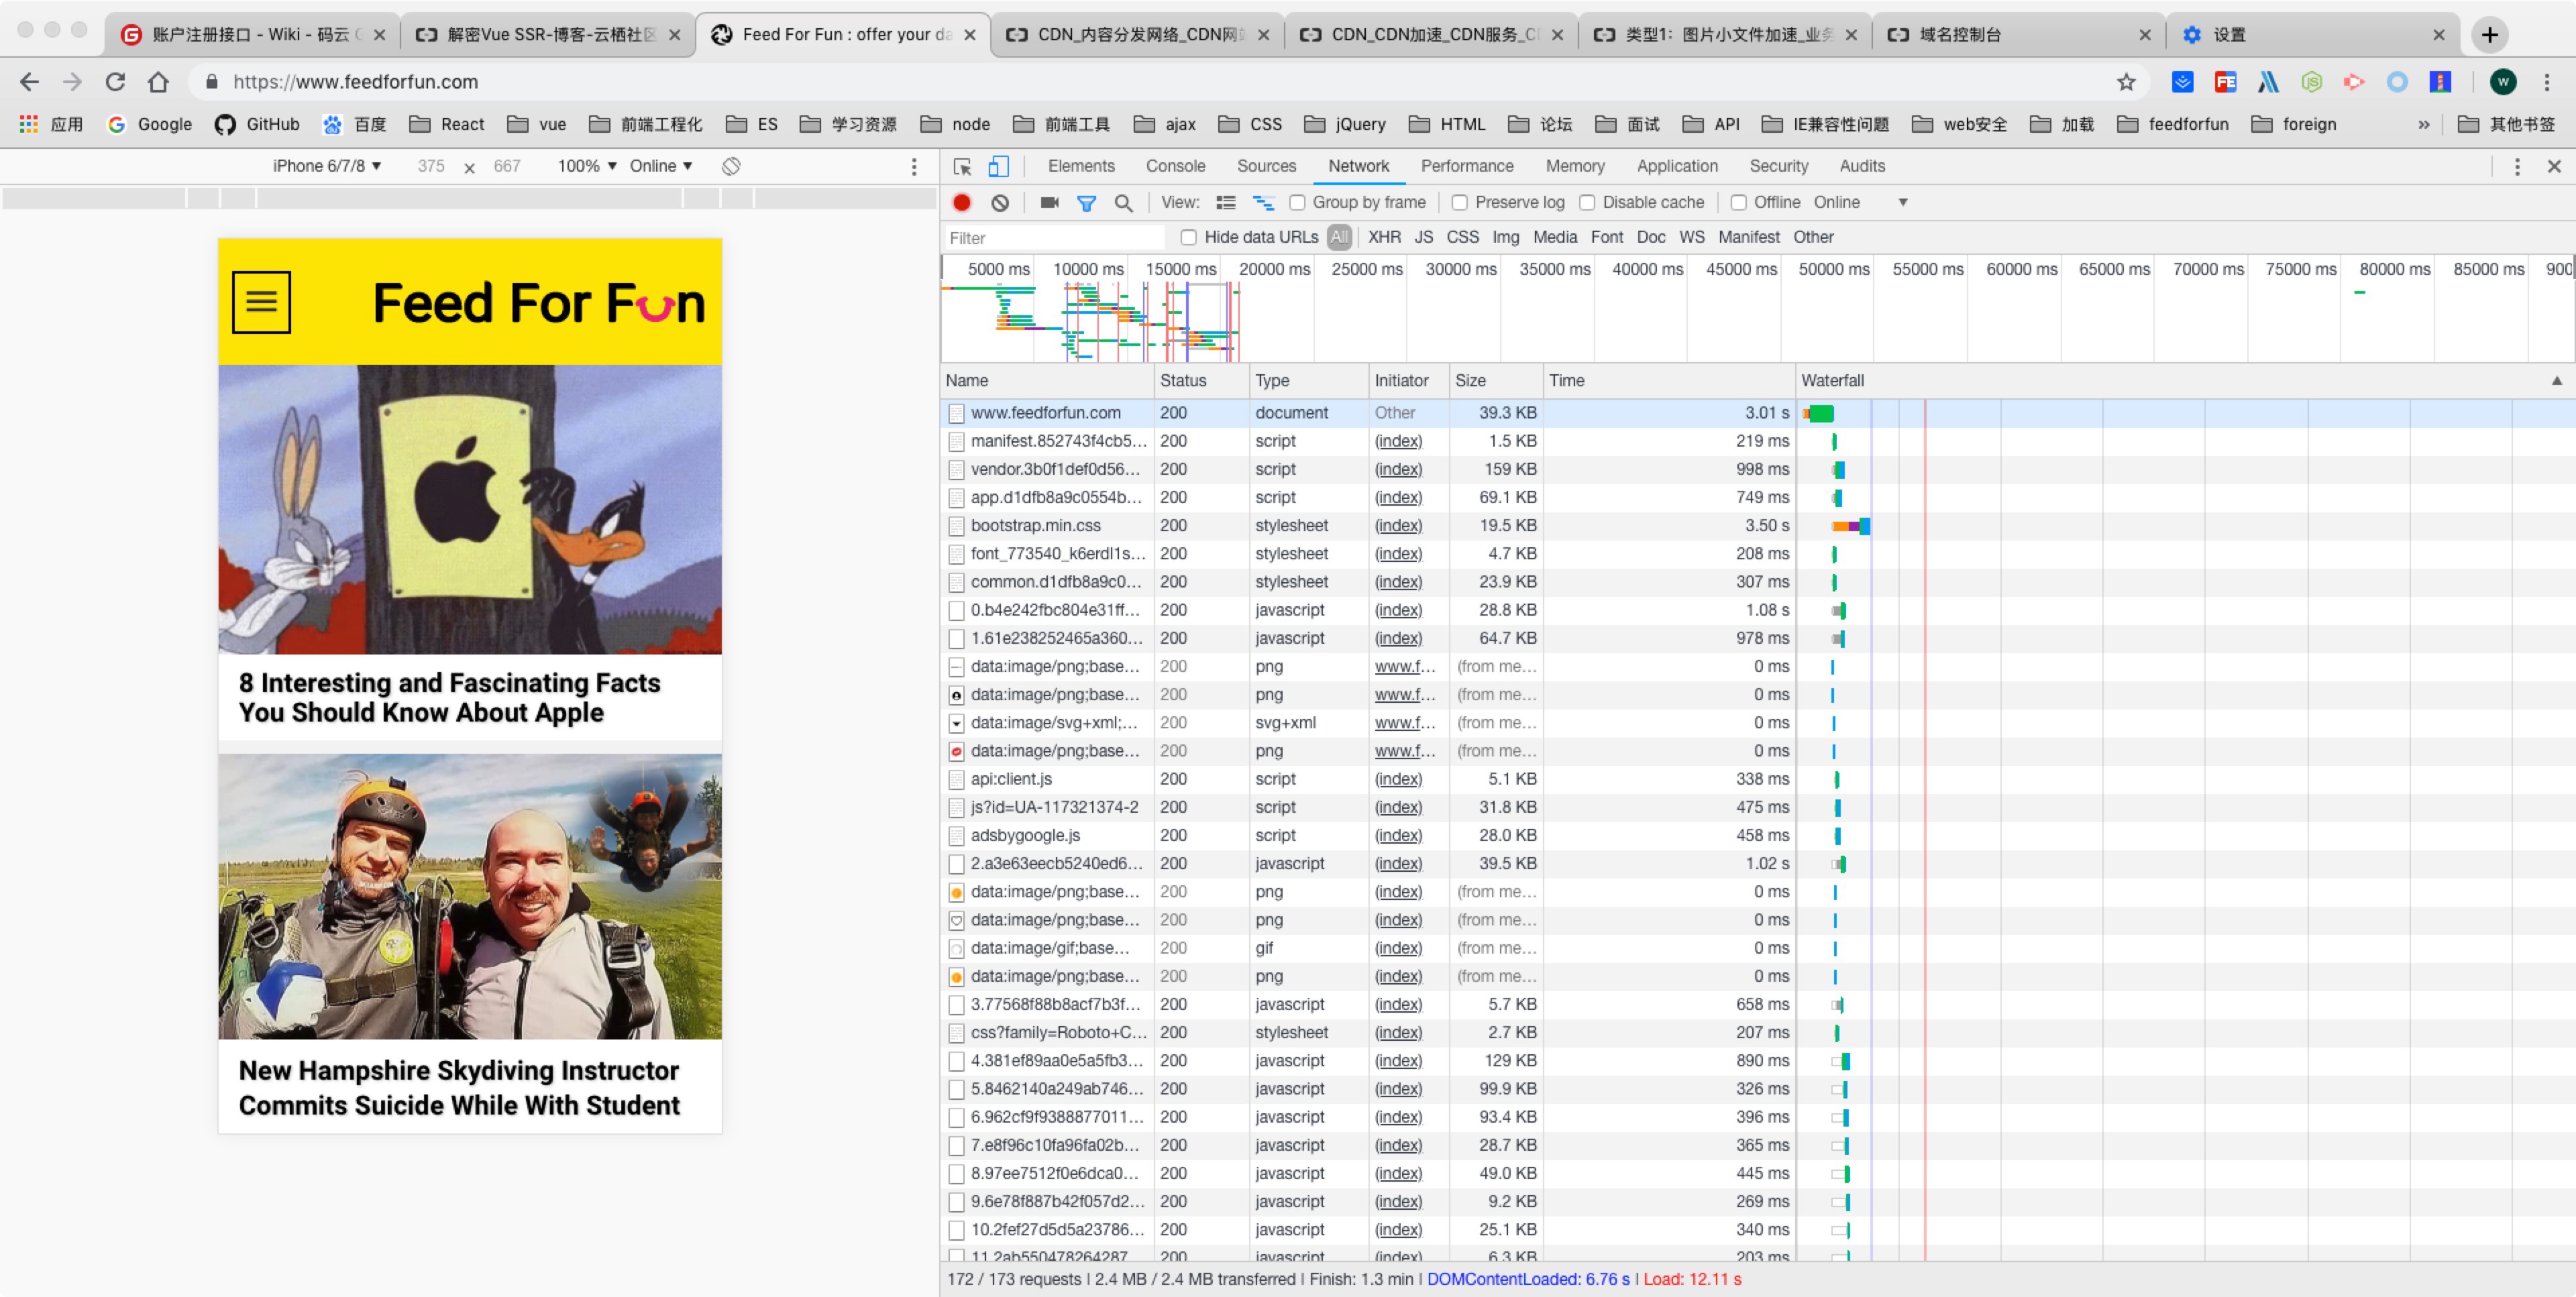 账户注册接口 - Wiki - 码云
解密Vue SSR-博客-云栖社区
Feed For Fun : offer your da
CDN_内容分发网络_CDN网
CDN_CDN加速_CDN服务_C
类型1：图片小文件加速_业务
域名控制台
设置
https://www.feedforfun.com
W
应用 Google GitHub 百度 React vue 前端工程化 ES 学习资源 node 前端工具 ajax CSS jQuery HTML 论坛 面试 API IE兼容性问题 web安全 加载 feedforfun foreign » 其他书签
iPhone 6/7/8 ▼ 375 x 667 100% ▼ Online ▼
Feed For Fun
8 Interesting and Fascinating Facts
You Should Know About Apple
New Hampshire Skydiving Instructor
Commits Suicide While With Student
Elements Console Sources Network Performance Memory Application Security Audits
View: Group by frame Preserve log Disable cache Offline Online ▼
Filter Hide data URLs All XHR JS CSS Img Media Font Doc WS Manifest Other
5000 ms 10000 ms 15000 ms 20000 ms 25000 ms 30000 ms 35000 ms 40000 ms 45000 ms 50000 ms 55000 ms 60000 ms 65000 ms 70000 ms 75000 ms 80000 ms 85000 ms 900
Name Status Type Initiator Size Time Waterfall
www.feedforfun.com 200 document Other 39.3 KB 3.01 s
manifest.852743f4cb5... 200 script (index) 1.5 KB 219 ms
vendor.3b0f1def0d56... 200 script (index) 159 KB 998 ms
app.d1dfb8a9c0554b... 200 script (index) 69.1 KB 749 ms
bootstrap.min.css 200 stylesheet (index) 19.5 KB 3.50 s
font_773540_k6erdl1s... 200 stylesheet (index) 4.7 KB 208 ms
common.d1dfb8a9c0... 200 stylesheet (index) 23.9 KB 307 ms
0.b4e242fbc804e31ff... 200 javascript (index) 28.8 KB 1.08 s
1.61e238252465a360... 200 javascript (index) 64.7 KB 978 ms
data:image/png;base... 200 png www.f... (from me... 0 ms
data:image/png;base... 200 png www.f... (from me... 0 ms
data:image/svg+xml;... 200 svg+xml www.f... (from me... 0 ms
data:image/png;base... 200 png www.f... (from me... 0 ms
api:client.js 200 script (index) 5.1 KB 338 ms
js?id=UA-117321374-2 200 script (index) 31.8 KB 475 ms
adsbygoogle.js 200 script (index) 28.0 KB 458 ms
2.a3e63eecb5240ed6... 200 javascript (index) 39.5 KB 1.02 s
data:image/png;base... 200 png (index) (from me... 0 ms
data:image/png;base... 200 png (index) (from me... 0 ms
data:image/gif;base... 200 gif (index) (from me... 0 ms
data:image/png;base... 200 png (index) (from me... 0 ms
3.77568f88b8acf7b3f... 200 javascript (index) 5.7 KB 658 ms
css?family=Roboto+C... 200 stylesheet (index) 2.7 KB 207 ms
4.381ef89aa0e5a5fb3... 200 javascript (index) 129 KB 890 ms
5.8462140a249ab746... 200 javascript (index) 99.9 KB 326 ms
6.962cf9f9388877011... 200 javascript (index) 93.4 KB 396 ms
7.e8f96c10fa96fa02b... 200 javascript (index) 28.7 KB 365 ms
8.97ee7512f0e6dca0... 200 javascript (index) 49.0 KB 445 ms
9.6e78f887b42f057d2... 200 javascript (index) 9.2 KB 269 ms
10.2fef27d5d5a23786... 200 javascript (index) 25.1 KB 340 ms
11.2ab550478264287 200 javascript (index) 6.3 KB 203 ms
172 / 173 requests | 2.4 MB / 2.4 MB transferred | Finish: 1.3 min | DOMContentLoaded: 6.76 s | Load: 12.11 s